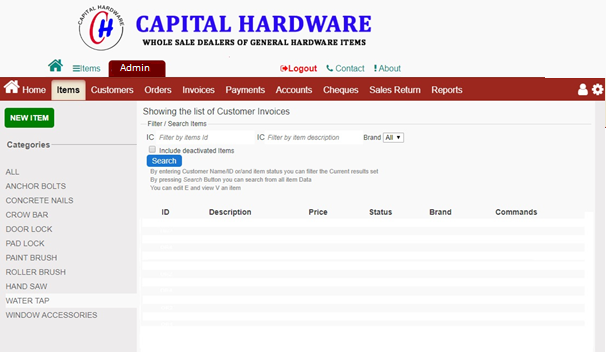 CAPITAL HARDWARE
CH
CAPITAL HARDWARE
WHOLE SALE DEALERS OF GENERAL HARDWARE ITEMS
Items Admin Logout Contact ! About
Home Items Customers Orders Invoices Payments Accounts Cheques Sales Return Reports
NEW ITEM
Categories
ALL
ANCHOR BOLTS
CONCRETE NAILS
CROW BAR
DOOR LOCK
PAD LOCK
PAINT BRUSH
ROLLER BRUSH
HAND SAW
WATER TAP
WINDOW ACCESSORIES
Showing the list of Customer Invoices
Filter / Search Items
IC Filter by items id IC Filter by item description Brand All
Include deactivated Items
Search
By entering Customer Name/ID or/and item status you can filter the Current results set
By pressing Search Button you can search from all item Data
You can edit E and view V an item
ID Description Price Status Brand Commands